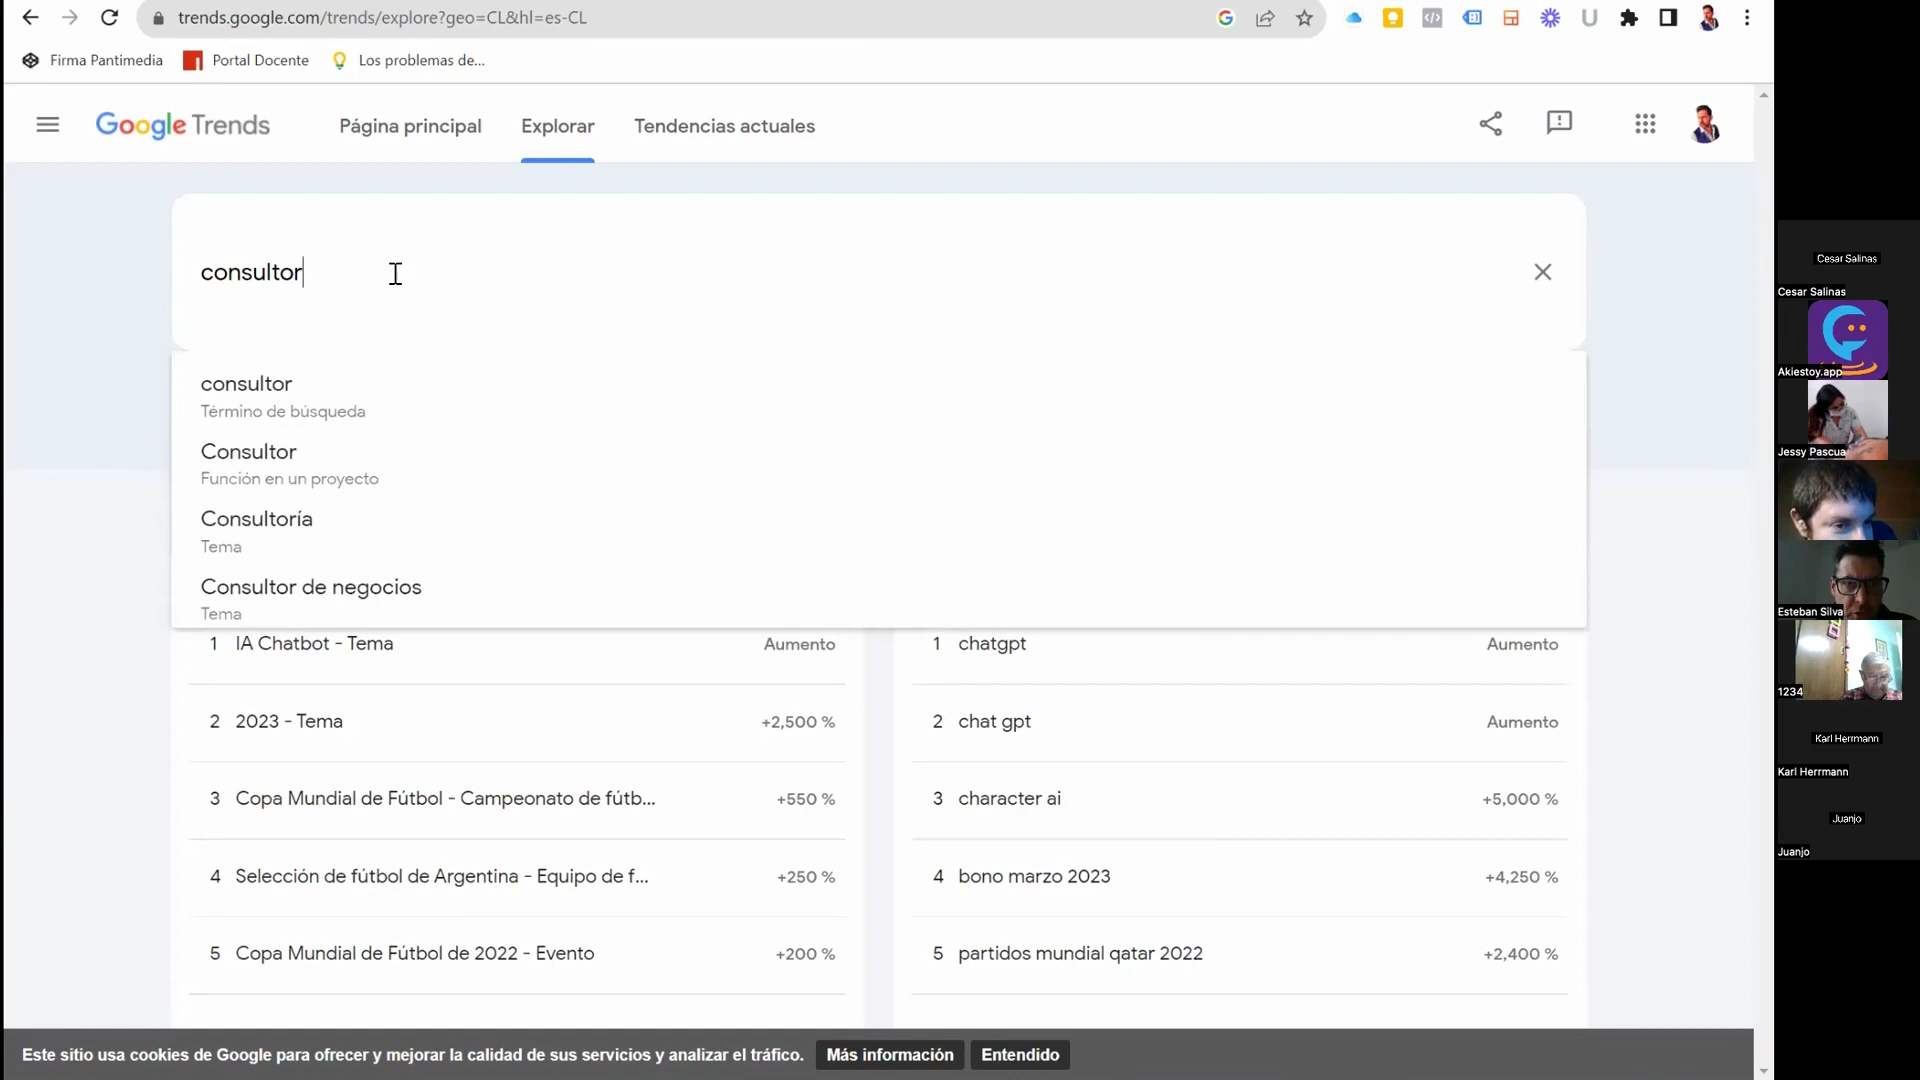 trends.google.com/trends/explore?geo=CL&hl=es-CL
Firma Pantimedia
Portal Docente
Los problemas de...
Google Trends
Página principal
Explorar
Tendencias actuales
consultor
consultor
Término de búsqueda
Consultor
Función en un proyecto
Consultoría
Tema
Consultor de negocios
Tema
1 IA Chatbot - Tema Aumento
2 2023 - Tema +2,500 %
3 Copa Mundial de Fútbol - Campeonato de fútb... +550 %
4 Selección de fútbol de Argentina - Equipo de f... +250 %
5 Copa Mundial de Fútbol de 2022 - Evento +200 %
1 chatgpt Aumento
2 chat gpt Aumento
3 character ai +5,000 %
4 bono marzo 2023 +4,250 %
5 partidos mundial qatar 2022 +2,400 %
Este sitio usa cookies de Google para ofrecer y mejorar la calidad de sus servicios y analizar el tráfico.
Más información
Entendido
Cesar Salinas
Cesar Salinas
Akiestoy.app
Jessy Pascua
Esteban Silva
1234
Karl Herrmann
Karl Herrmann
Juanjo
Juanjo